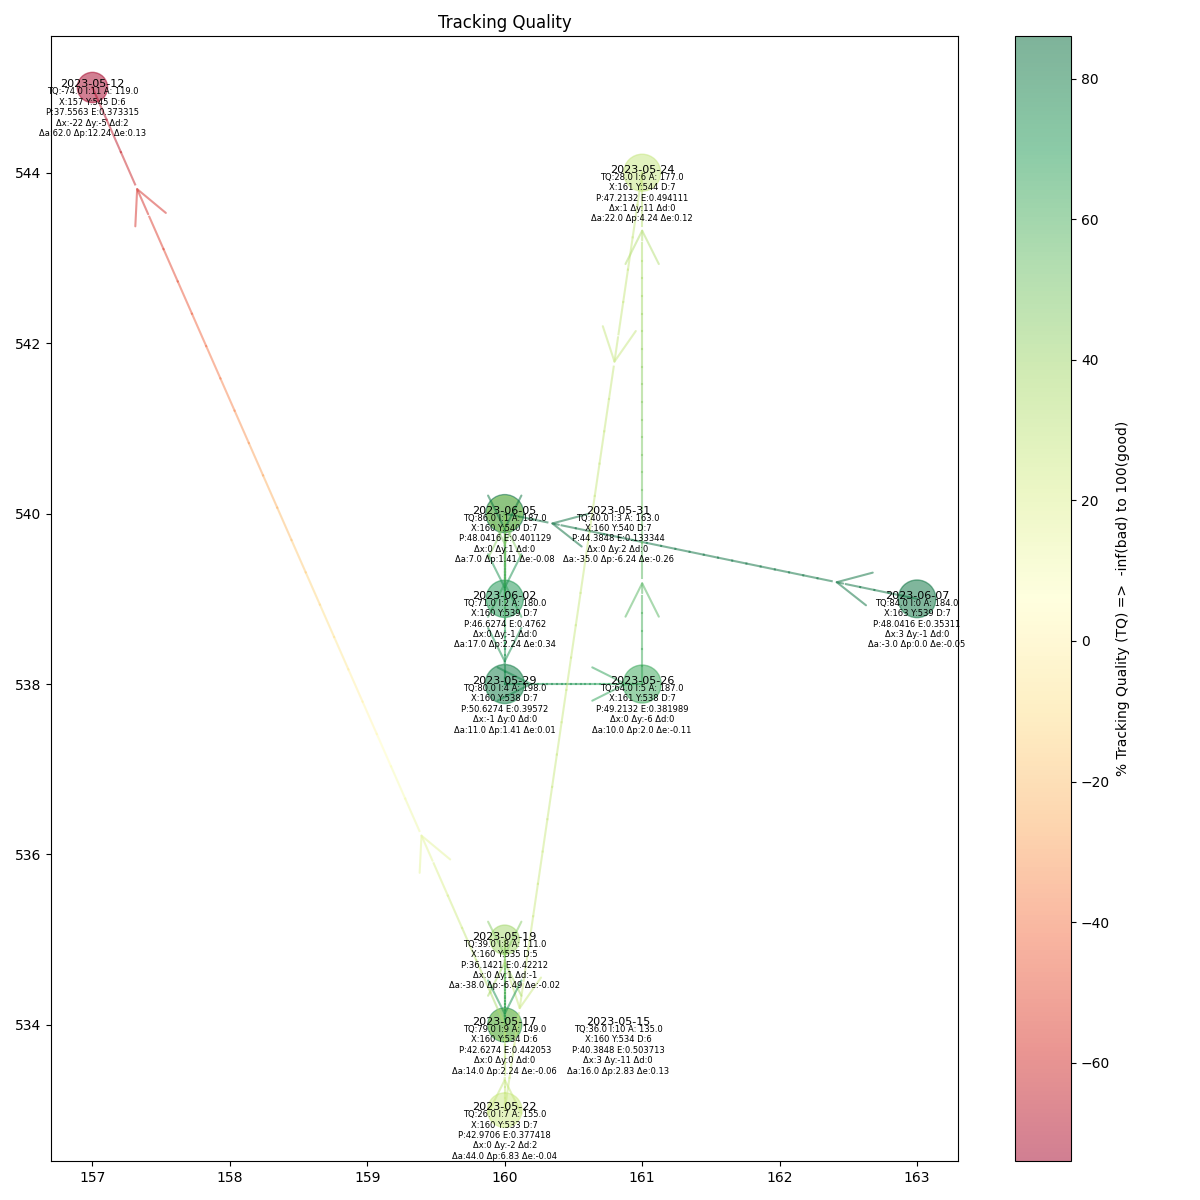 Tracking Quality
2023-05-12
TQ:-74.0 I:11 A: 119.0
X:157 Y:545 D:6
P:37.5563 E:0.373315
Δx:-22 Δy:-5 Δd:2
Δa:62.0 Δp:12.24 Δe:0.13
2023-05-24
TQ:28.0 I:6 A: 177.0
X:161 Y:544 D:7
P:47.2132 E:0.494111
Δx:1 Δy:11 Δd:0
Δa:22.0 Δp:4.24 Δe:0.12
2023-06-05
TQ:86.0 I:1 A: 187.0
X:160 Y:540 D:7
P:48.0416 E:0.401129
Δx:0 Δy:1 Δd:0
Δa:7.0 Δp:1.41 Δe:-0.08
2023-05-31
TQ:40.0 I:3 A: 163.0
X:160 Y:540 D:7
P:44.3848 E:0.133344
Δx:0 Δy:2 Δd:0
Δa:-35.0 Δp:-6.24 Δe:-0.26
2023-06-02
TQ:71.0 I:2 A: 180.0
X:160 Y:539 D:7
P:46.6274 E:0.4762
Δx:0 Δy:-1 Δd:0
Δa:17.0 Δp:2.24 Δe:0.34
2023-06-07
TQ:84.0 I:0 A: 184.0
X:163 Y:539 D:7
P:48.0416 E:0.35311
Δx:3 Δy:-1 Δd:0
Δa:-3.0 Δp:0.0 Δe:-0.05
2023-05-29
TQ:80.0 I:4 A: 198.0
X:160 Y:538 D:7
P:50.6274 E:0.39572
Δx:-1 Δy:0 Δd:0
Δa:11.0 Δp:1.41 Δe:0.01
2023-05-26
TQ:64.0 I:5 A: 187.0
X:161 Y:538 D:7
P:49.2132 E:0.381989
Δx:0 Δy:-6 Δd:0
Δa:10.0 Δp:2.0 Δe:-0.11
2023-05-19
TQ:39.0 I:8 A: 111.0
X:160 Y:535 D:5
P:36.1421 E:0.42212
Δx:0 Δy:1 Δd:-1
Δa:-38.0 Δp:-6.49 Δe:-0.02
2023-05-17
TQ:79.0 I:9 A: 149.0
X:160 Y:534 D:6
P:42.6274 E:0.442053
Δx:0 Δy:0 Δd:0
Δa:14.0 Δp:2.24 Δe:-0.06
2023-05-15
TQ:36.0 I:10 A: 135.0
X:160 Y:534 D:6
P:40.3848 E:0.503713
Δx:3 Δy:-11 Δd:0
Δa:16.0 Δp:2.83 Δe:0.13
2023-05-22
TQ:26.0 I:7 A: 155.0
X:160 Y:533 D:7
P:42.9706 E:0.377418
Δx:0 Δy:-2 Δd:2
Δa:44.0 Δp:6.83 Δe:-0.04
544
542
540
538
536
534
157
158
159
160
161
162
163
80
60
40
20
0
−20
−40
−60
% Tracking Quality (TQ) => -inf(bad) to 100(good)